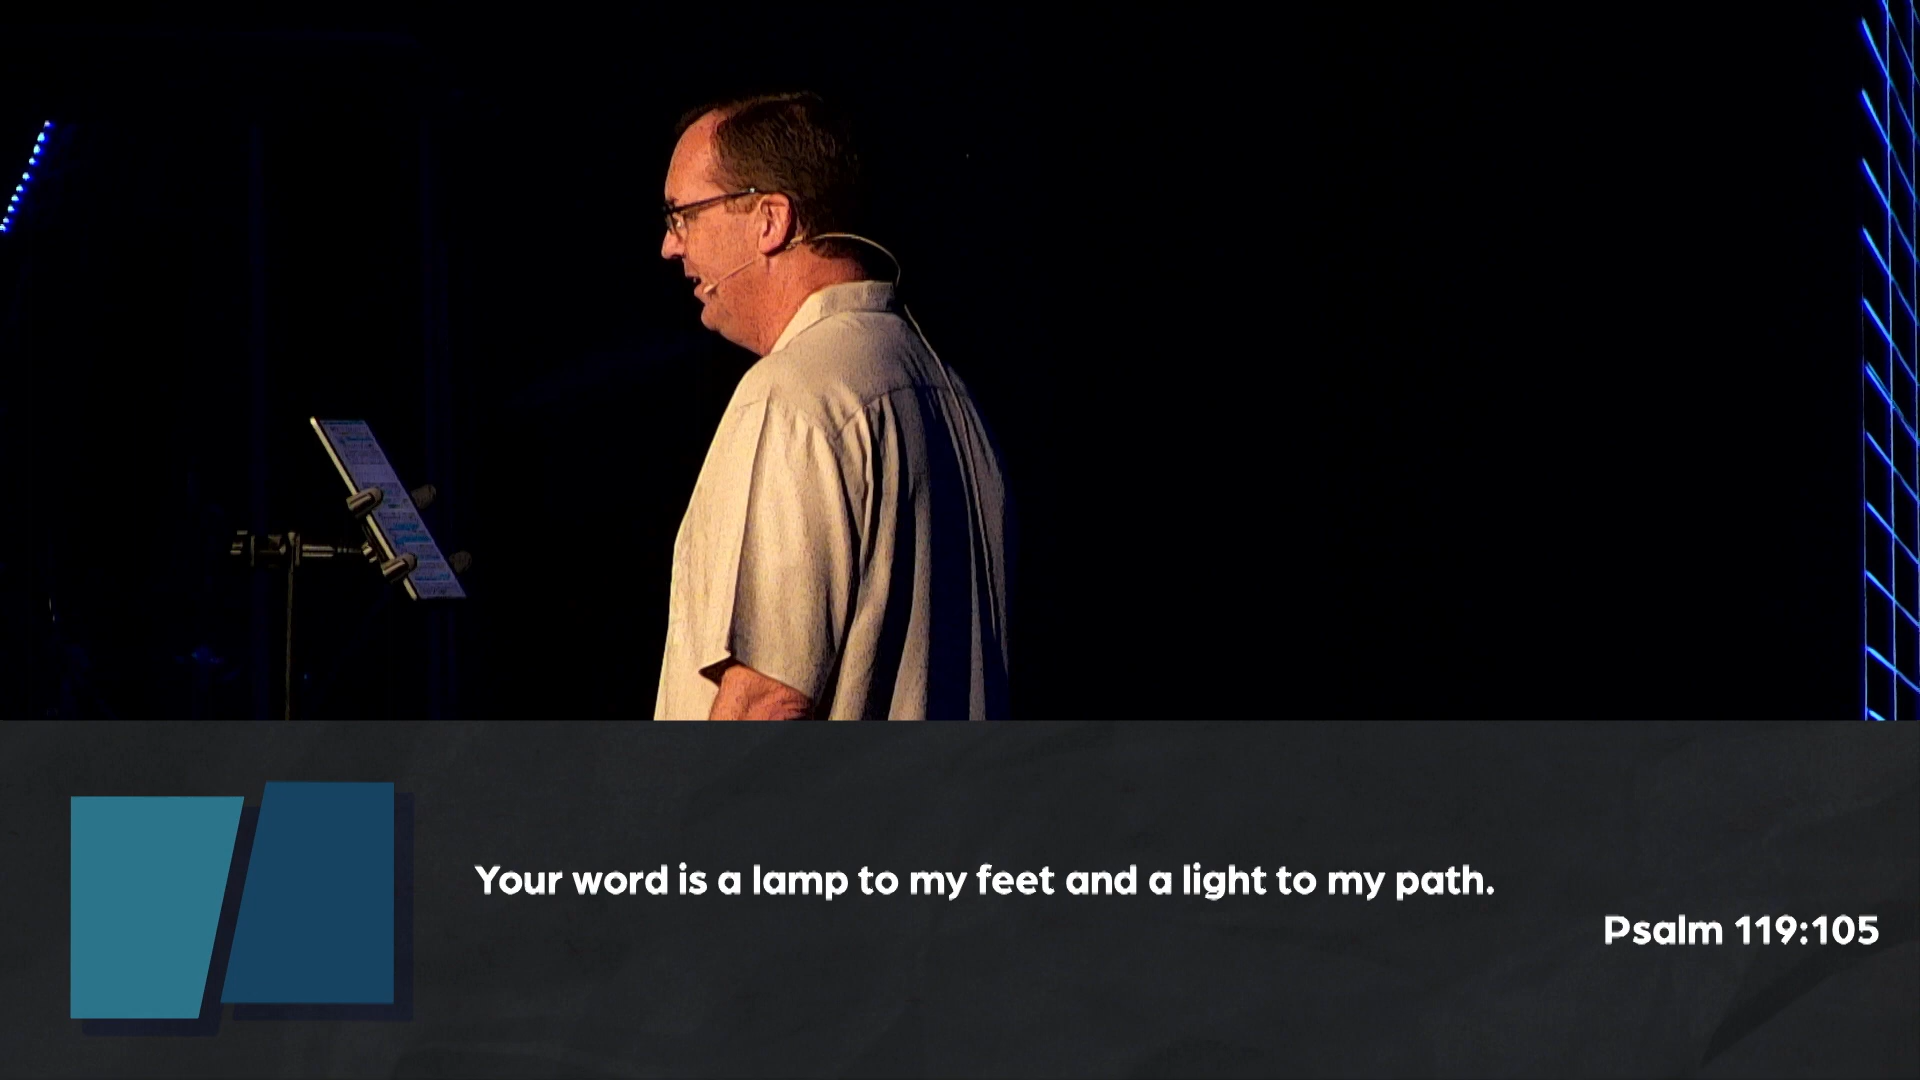 Your word is a lamp to my feet and a light to my path.
Psalm 119:105